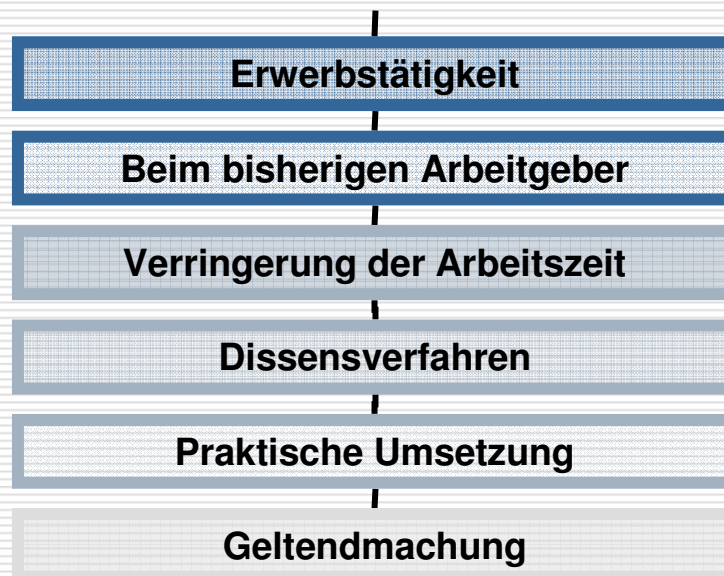 Erwerbstätigkeit
Beim bisherigen Arbeitgeber
Verringerung der Arbeitszeit
Dissensverfahren
Praktische Umsetzung
Geltendmachung